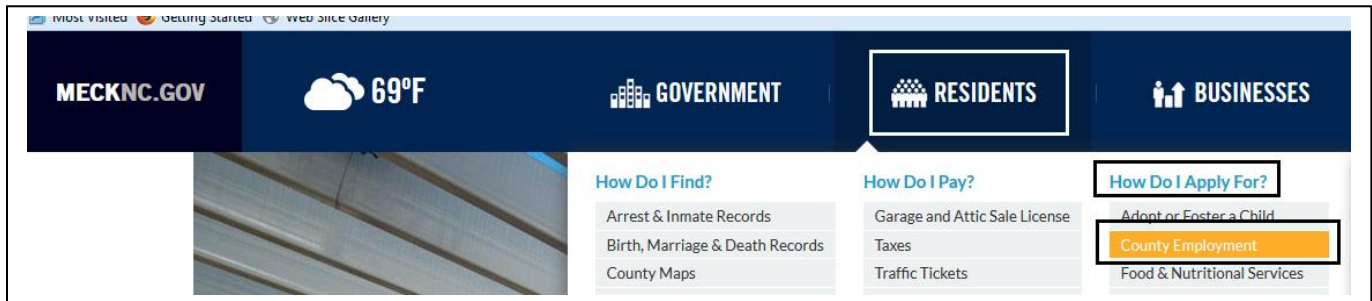 Most Visited Getting Started Web Slice Gallery
MECKNC.GOV 69ºF GOVERNMENT RESIDENTS BUSINESSES
How Do I Find? How Do I Pay? How Do I Apply For?
Arrest & Inmate Records Garage and Attic Sale License Adopt or Foster a Child
Birth, Marriage & Death Records Taxes County Employment
County Maps Traffic Tickets Food & Nutritional Services